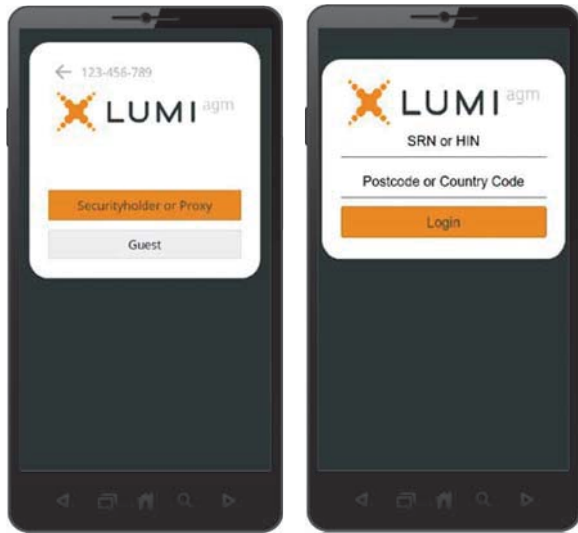 123-456-789
LUMI agm
Securityholder or Proxy
Guest
LUMI agm
SRN or HIN
Postcode or Country Code
Login